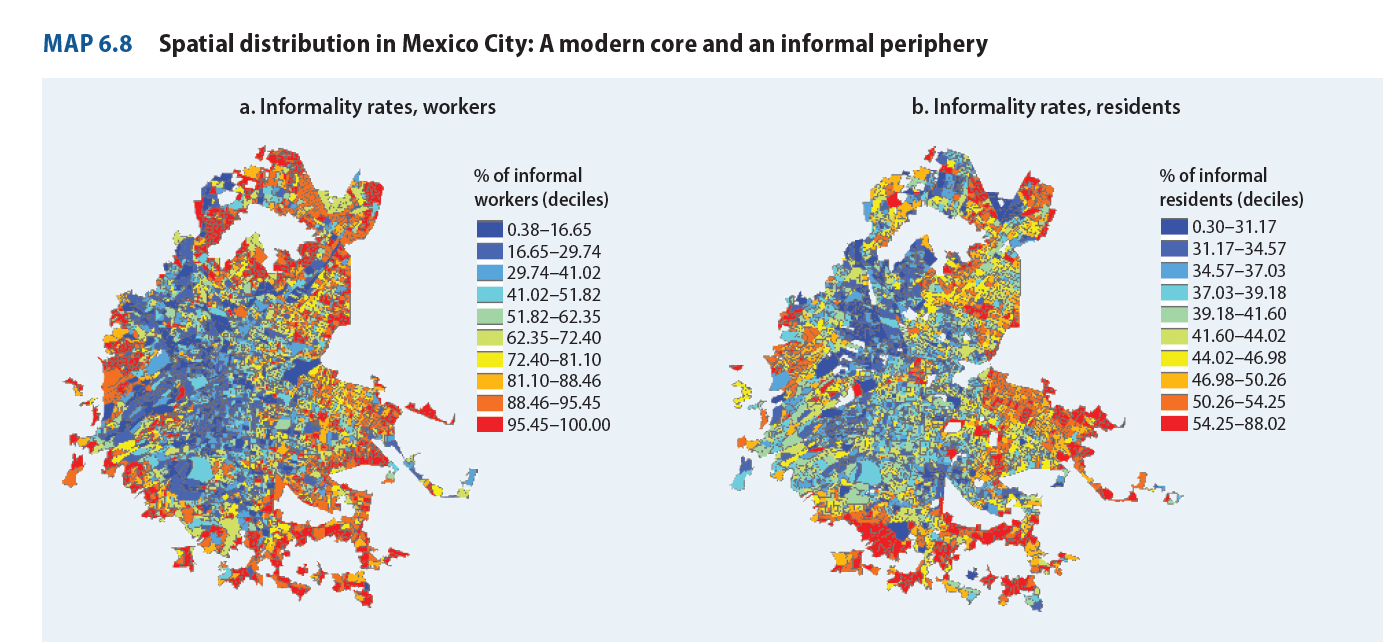 MAP 6.8 Spatial distribution in Mexico City: A modern core and an informal periphery
a. Informality rates, workers
% of informal
workers (deciles)
0.38–16.65
16.65–29.74
29.74–41.02
41.02–51.82
51.82–62.35
62.35–72.40
72.40–81.10
81.10–88.46
88.46–95.45
95.45–100.00
b. Informality rates, residents
% of informal
residents (deciles)
0.30–31.17
31.17–34.57
34.57–37.03
37.03–39.18
39.18–41.60
41.60–44.02
44.02–46.98
46.98–50.26
50.26–54.25
54.25–88.02